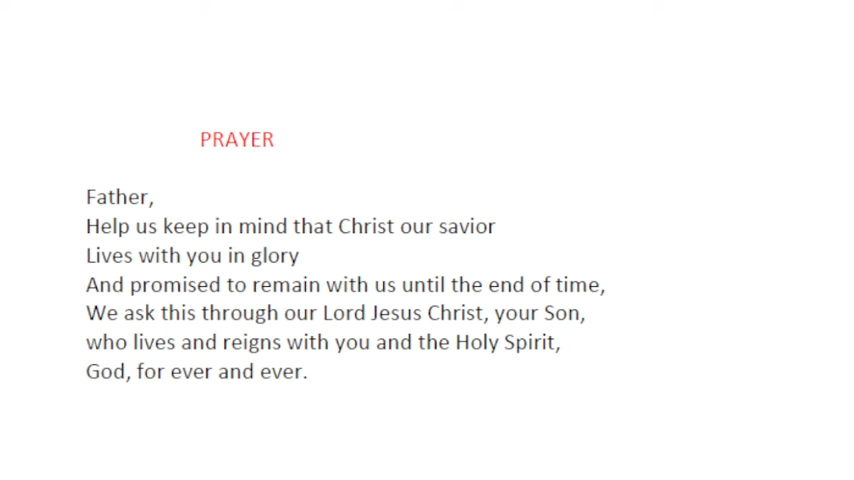 PRAYER
Father,
Help us keep in mind that Christ our savior
Lives with you in glory
And promised to remain with us until the end of time,
We ask this through our Lord Jesus Christ, your Son,
who lives and reigns with you and the Holy Spirit,
God, for ever and ever.